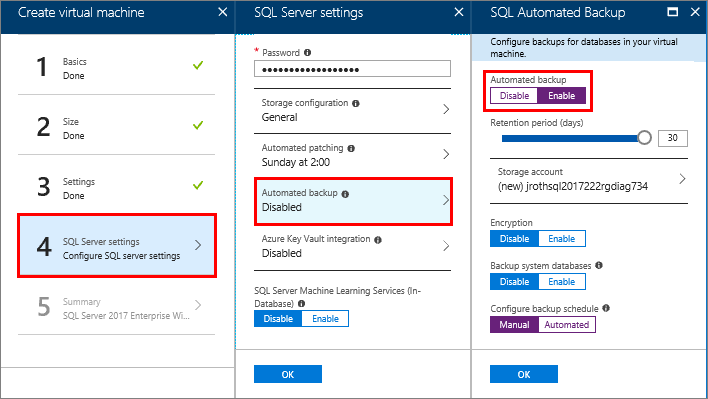 Create virtual machine
1
Basics
Done
2
Size
Done
3
Settings
Done
4
SQL Server settings
Configure SQL server settings
5
Summary
SQL Server 2017 Enterprise Wi...
SQL Server settings
* Password
Storage configuration
General
Automated patching
Sunday at 2:00
Automated backup
Disabled
Azure Key Vault integration
Disabled
SQL Server Machine Learning Services (In-
Database)
Disable Enable
OK
SQL Automated Backup
Configure backups for databases in your virtual
machine.
Automated backup
Disable Enable
Retention period (days)
30
Storage account
(new) jrothsql2017222rgdiag734
Encryption
Disable Enable
Backup system databases
Disable Enable
Configure backup schedule
Manual Automated
OK